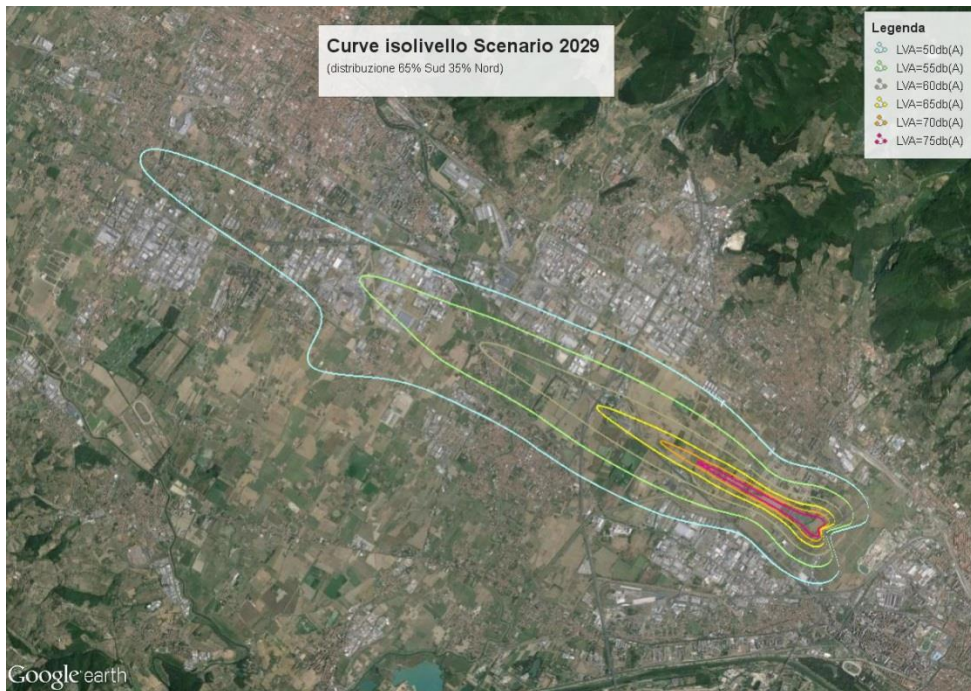 Curve isolivello Scenario 2029
(distribuzione 65% Sud 35% Nord)
Legenda
LVA=50db(A)
LVA=55db(A)
LVA=60db(A)
LVA=65db(A)
LVA=70db(A)
LVA=75db(A)
Google earth